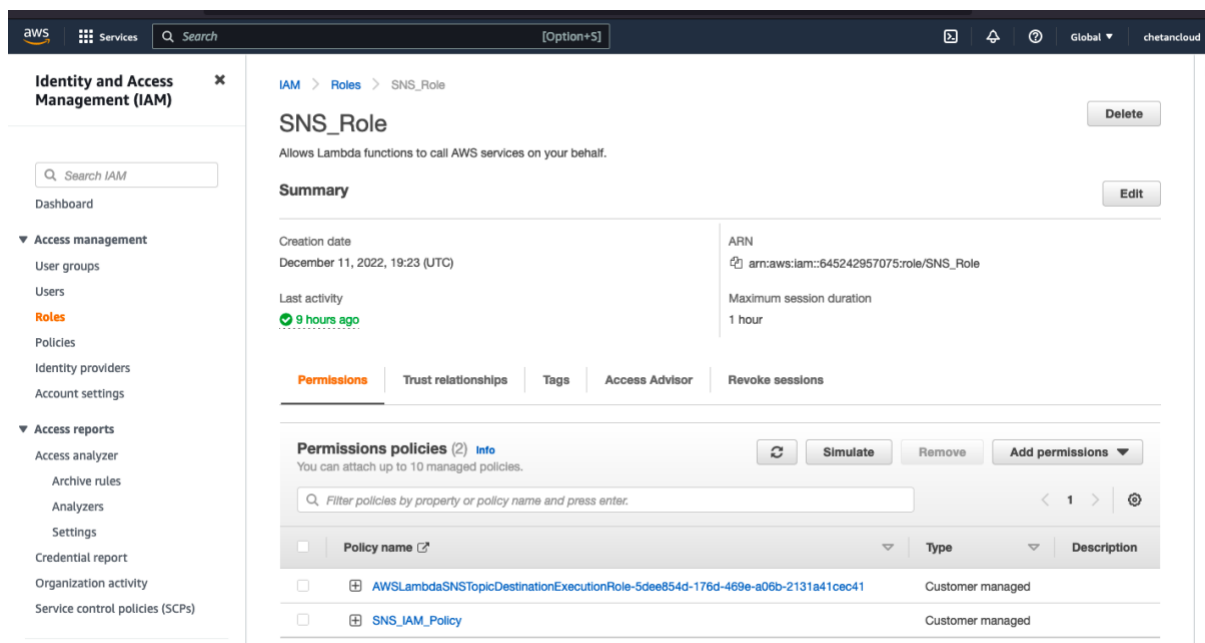 aws
Services
Search
[Option+S]
Global
chetancloud
Identity and Access
Management (IAM)
Search IAM
Dashboard
Access management
User groups
Users
Roles
Policies
Identity providers
Account settings
Access reports
Access analyzer
Archive rules
Analyzers
Settings
Credential report
Organization activity
Service control policies (SCPs)
IAM > Roles > SNS_Role
SNS_Role
Delete
Allows Lambda functions to call AWS services on your behalf.
Summary
Edit
Creation date
December 11, 2022, 19:23 (UTC)
ARN
arn:aws:iam::645242957075:role/SNS_Role
Last activity
9 hours ago
Maximum session duration
1 hour
Permissions
Trust relationships
Tags
Access Advisor
Revoke sessions
Permissions policies (2) Info
You can attach up to 10 managed policies.
Simulate
Remove
Add permissions
Filter policies by property or policy name and press enter.
1
Policy name
Type
Description
AWSLambdaSNSTopicDestinationExecutionRole-5dee854d-176d-469e-a06b-2131a41cec41
Customer managed
SNS_IAM_Policy
Customer managed